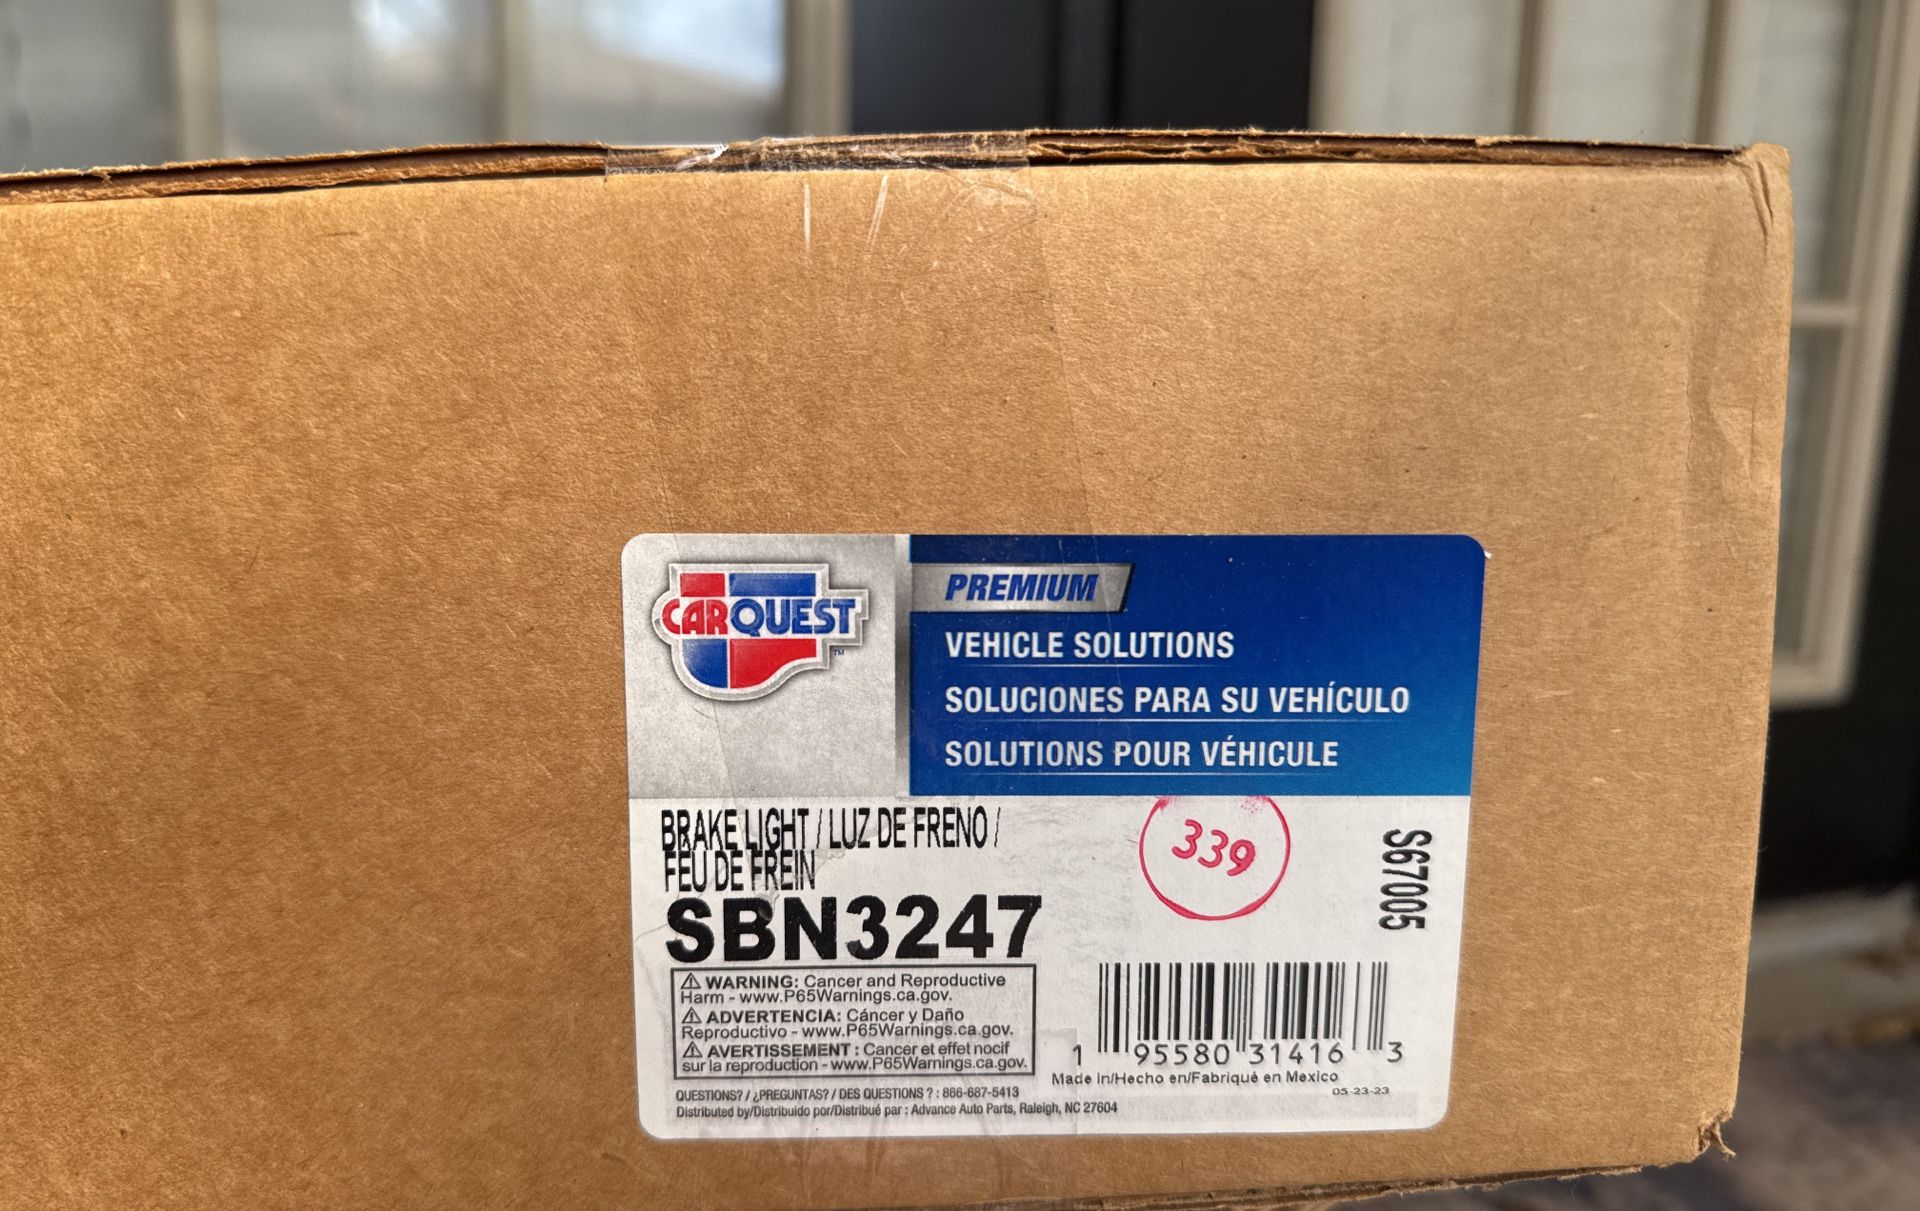 CARQUEST
TM
PREMIUM
VEHICLE SOLUTIONS
SOLUCIONES PARA SU VEHÍCULO
SOLUTIONS POUR VÉHICULE
BRAKE LIGHT / LUZ DE FRENO /
FEU DE FREIN
339
S67005
SBN3247
⚠ WARNING: Cancer and Reproductive
Harm - www.P65Warnings.ca.gov.
⚠ ADVERTENCIA: Cáncer y Daño
Reproductivo - www.P65Warnings.ca.gov.
⚠ AVERTISSEMENT : Cancer et effet nocif
sur la reproduction - www.P65Warnings.ca.gov.
1 95580 31416 3
Made in/Hecho en/Fabriqué en Mexico
05-23-23
QUESTIONS? / ¿PREGUNTAS? / DES QUESTIONS ? : 866-687-5413
Distributed by/Distribuido por/Distribué par : Advance Auto Parts, Raleigh, NC 27604